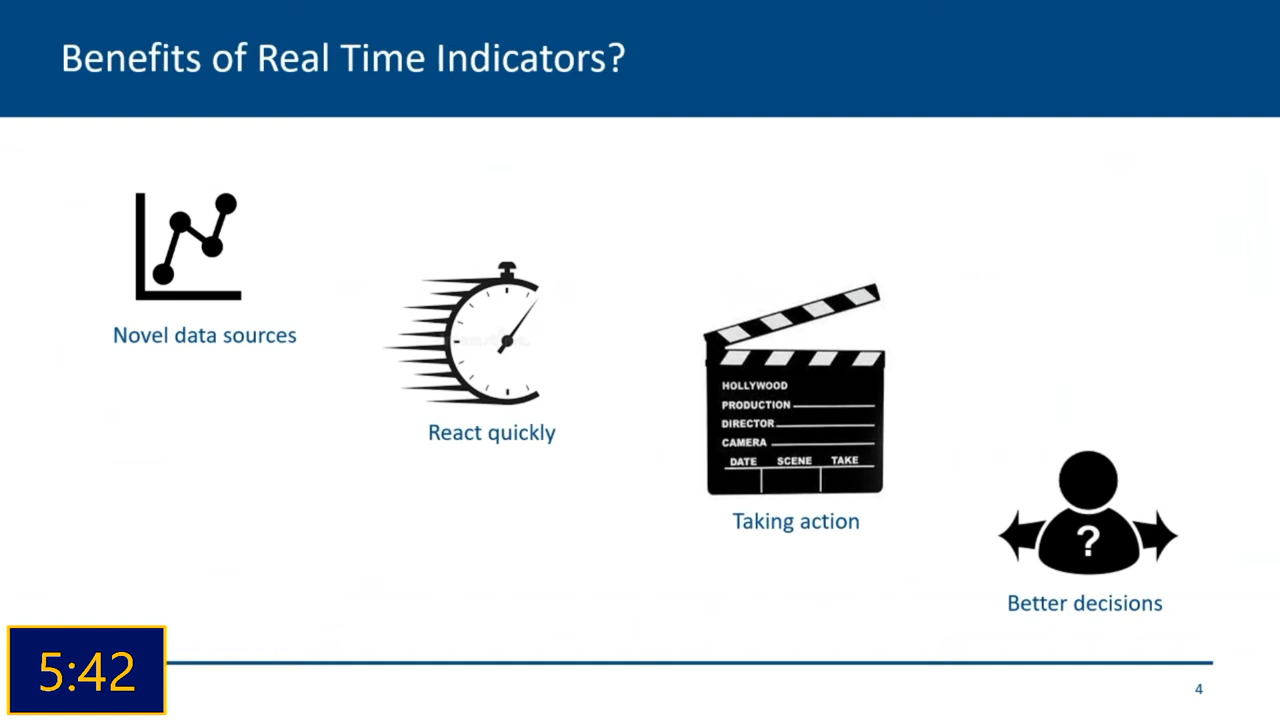 Benefits of Real Time Indicators?
Novel data sources
React quickly
HOLLYWOOD
PRODUCTION
DIRECTOR
CAMERA
DATE SCENE TAKE
Taking action
?
Better decisions
5:42
4